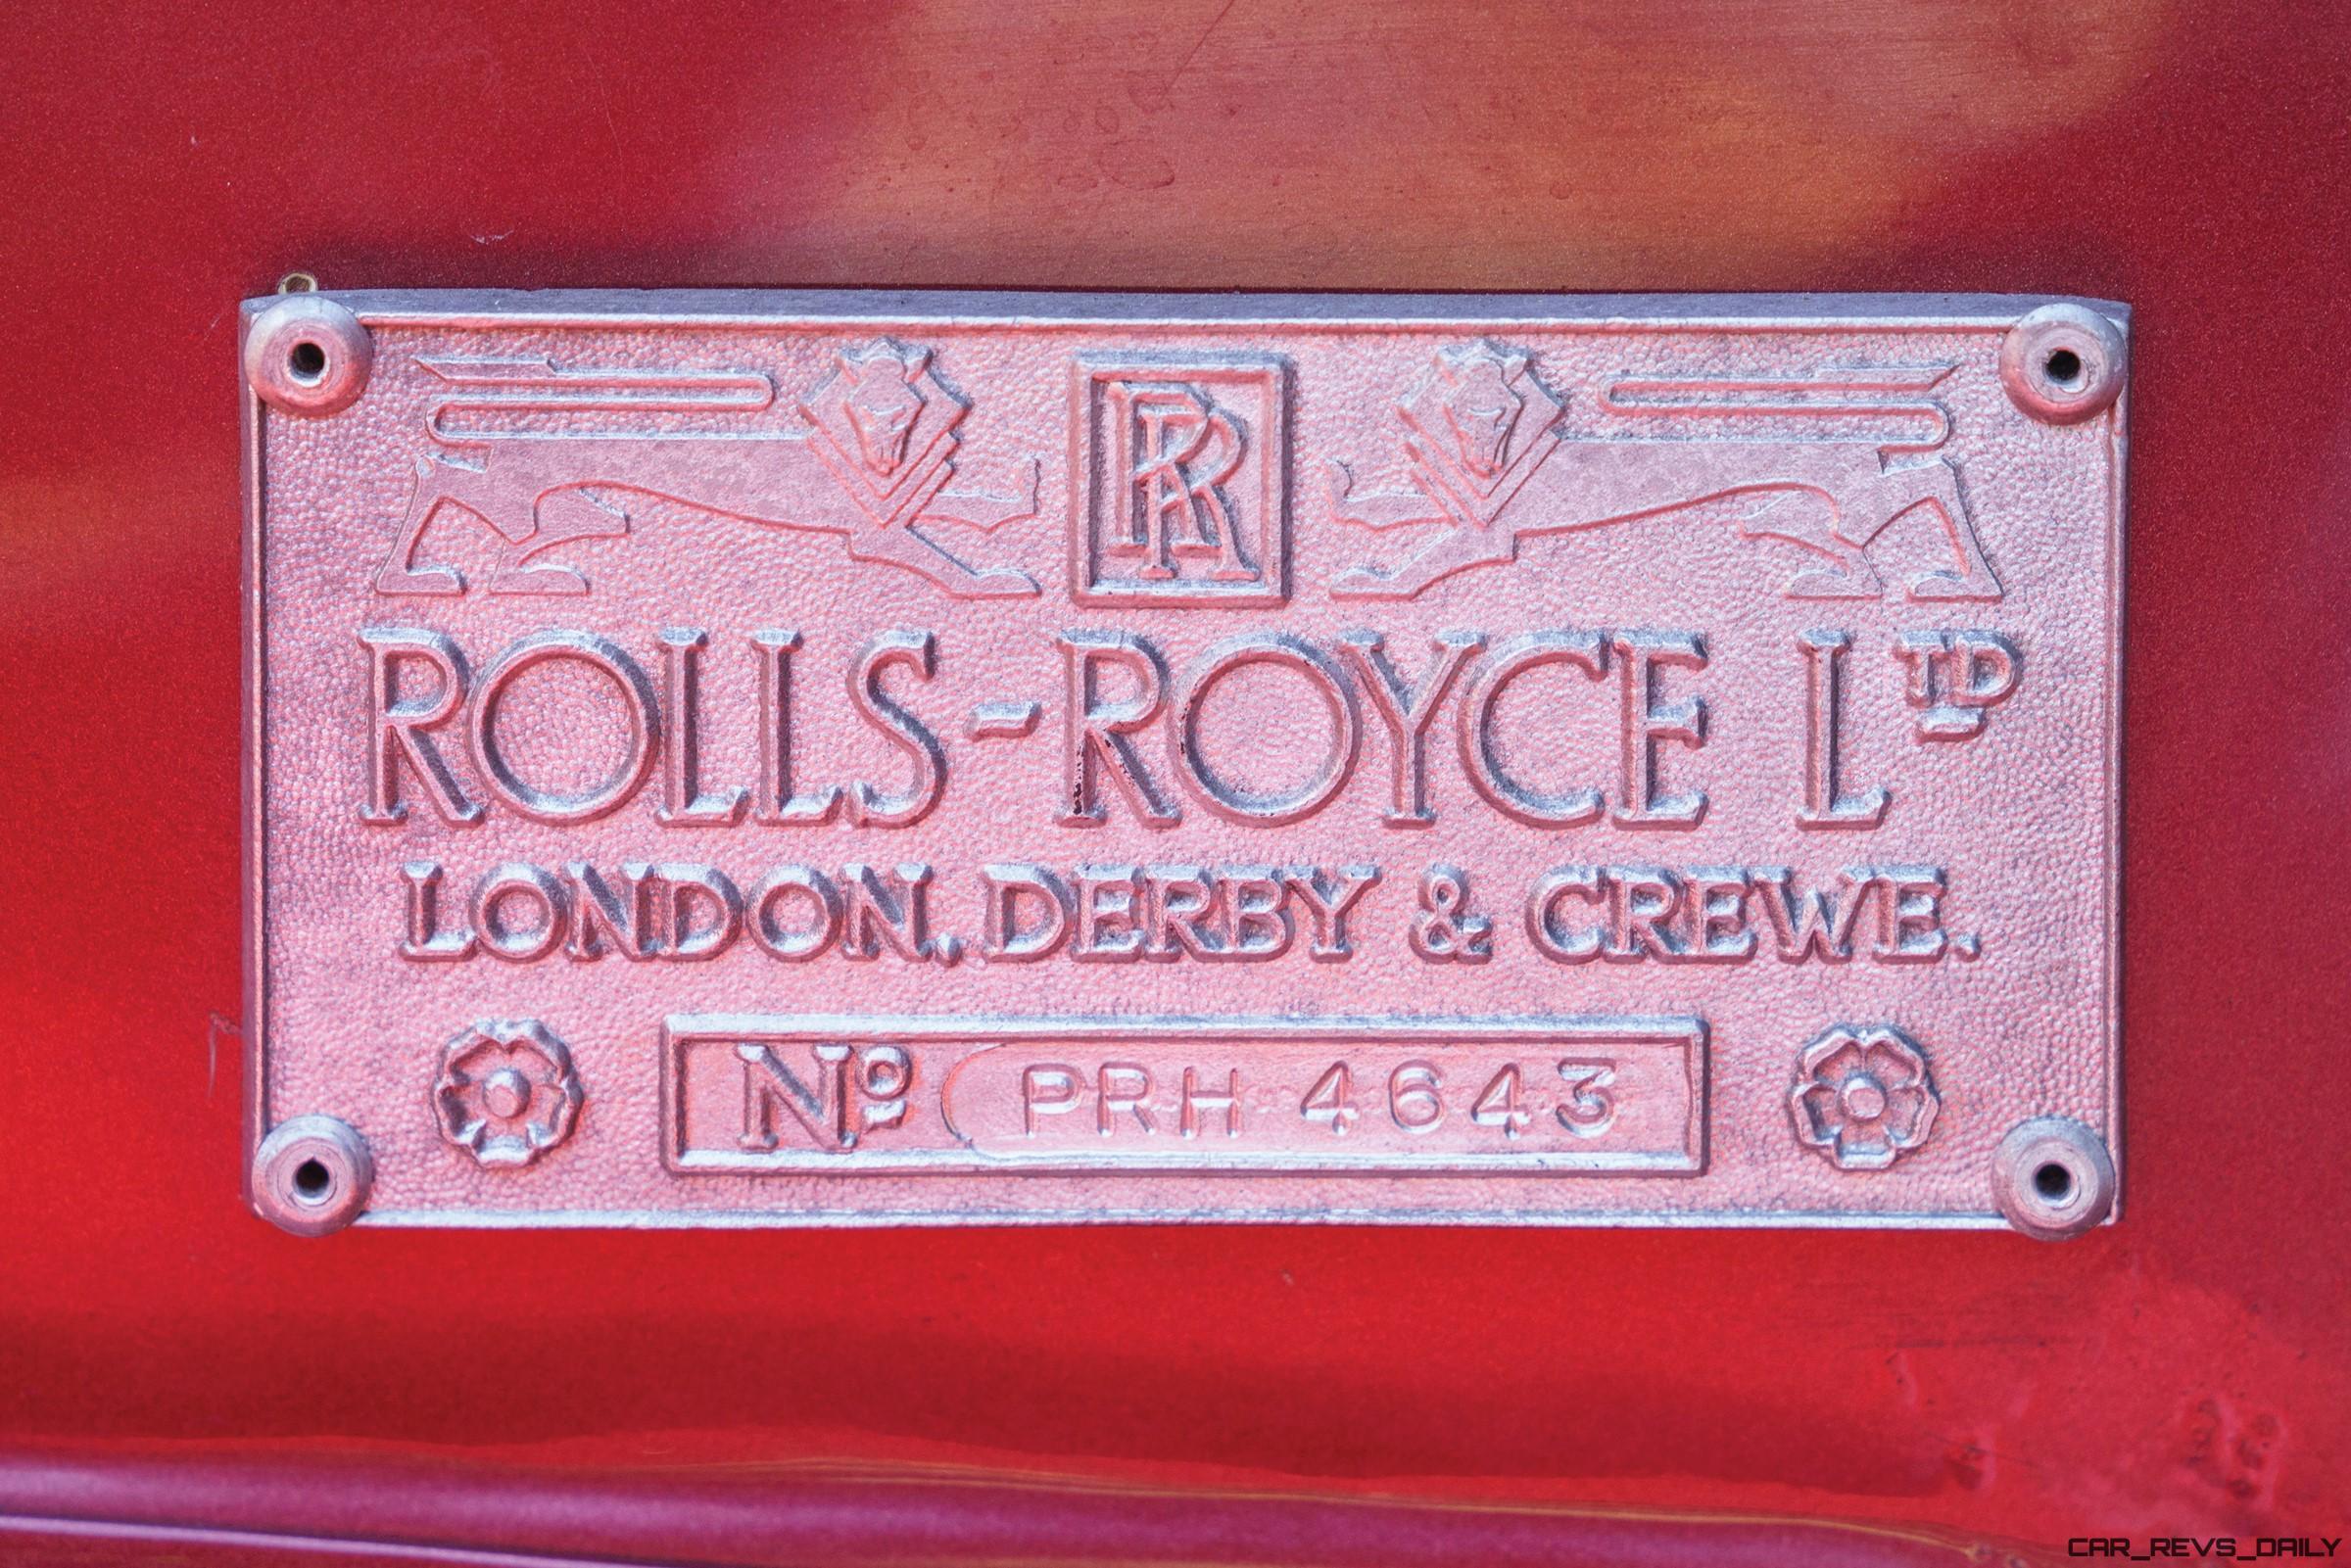 RR
ROLLS-ROYCE LTD
LONDON, DERBY & CREWE.
No PRH 4643
CAR_REVS_DAILY